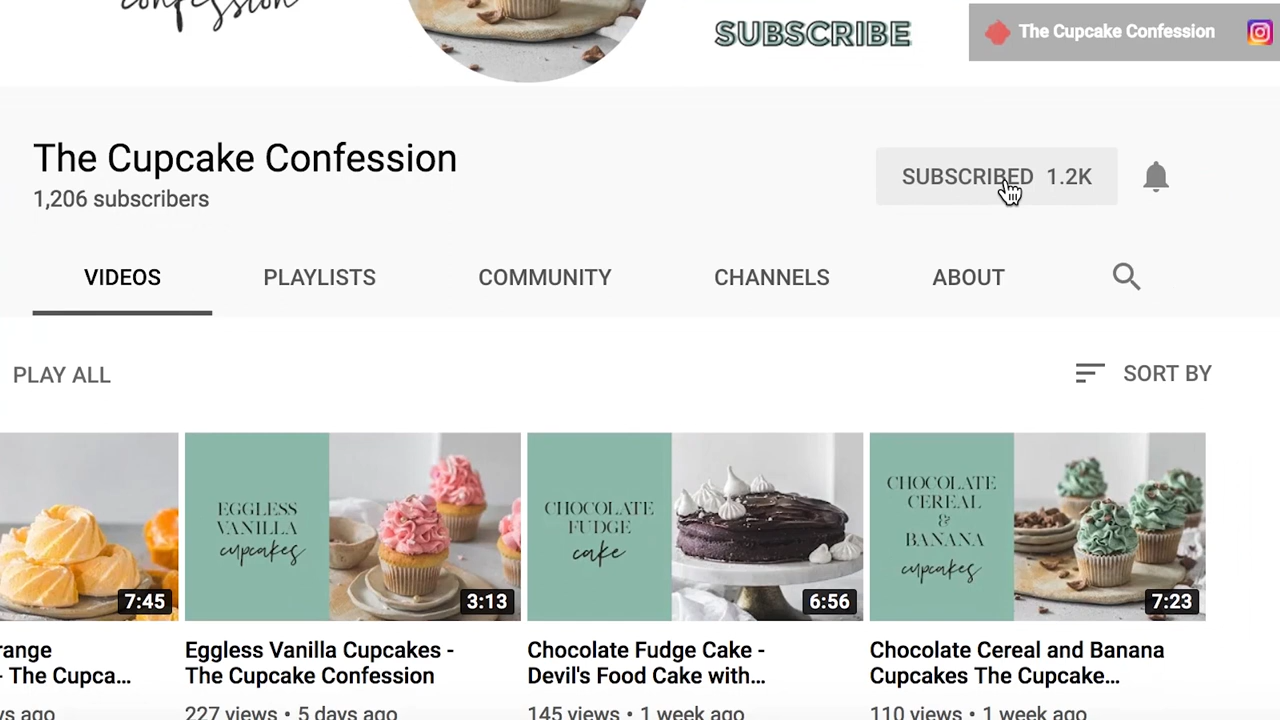 confession
SUBSCRIBE
The Cupcake Confession
The Cupcake Confession
1,206 subscribers
SUBSCRIBED 1.2K
VIDEOS PLAYLISTS COMMUNITY CHANNELS ABOUT
PLAY ALL
SORT BY
EGGLESS
VANILLA
cupcakes
CHOCOLATE
FUDGE
cake
CHOCOLATE
CEREAL
&
BANANA
cupcakes
7:45
3:13
6:56
7:23
range
- The Cupca...
Eggless Vanilla Cupcakes -
The Cupcake Confession
Chocolate Fudge Cake -
Devil's Food Cake with...
Chocolate Cereal and Banana
Cupcakes The Cupcake...
ys ago
227 views • 5 days ago
145 views • 1 week ago
110 views • 1 week ago